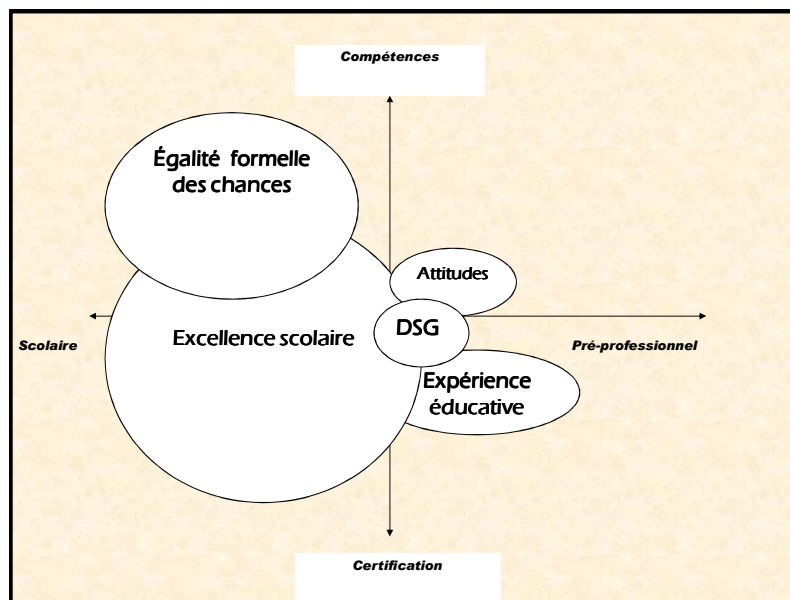 Compétences
Égalité formelle
des chances
Attitudes
DSG
Excellence scolaire
Scolaire
Pré-professionnel
Expérience
éducative
Certification